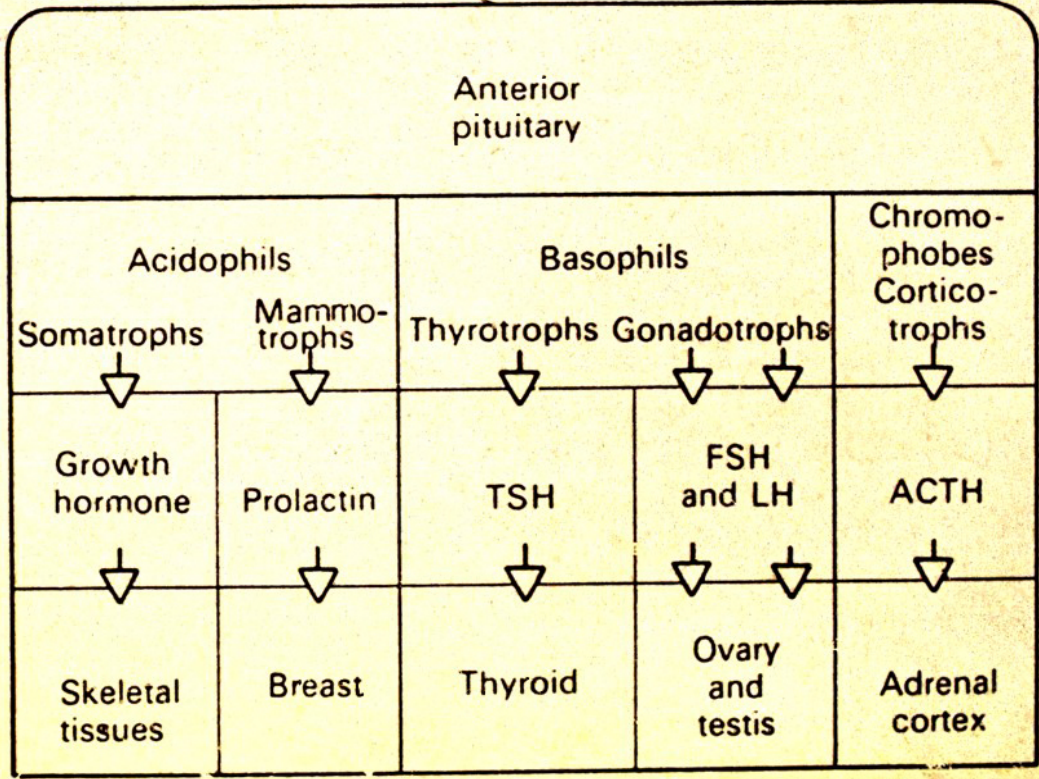 Anterior
pituitary
Acidophils
Somatrophs
Mammo-
trophs
Basophils
Thyrotrophs Gonadotrophs
Chromo-
phobes
Cortico-
trophs
Growth
hormone
Prolactin
TSH
FSH
and LH
ACTH
Skeletal
tissues
Breast
Thyroid
Ovary
and
testis
Adrenal
cortex